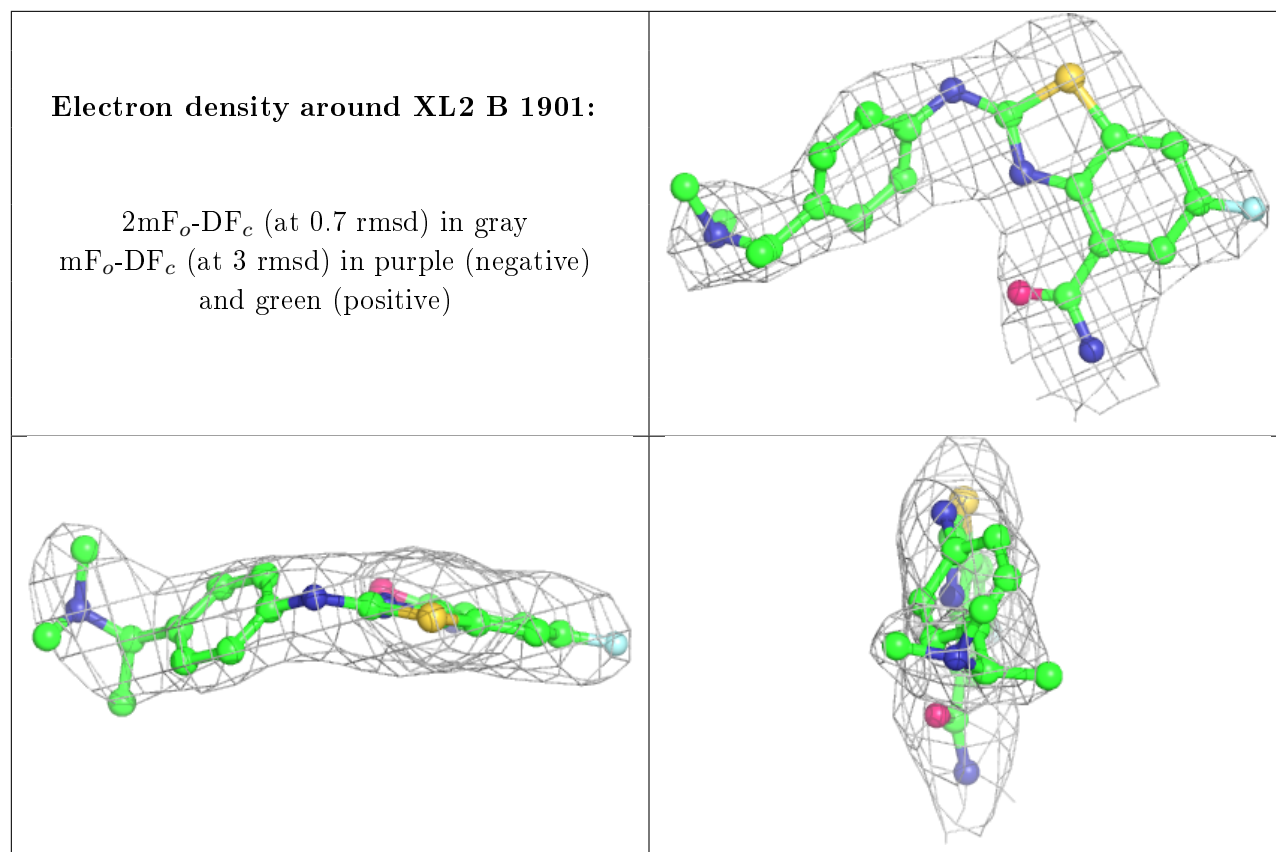 Electron density around XL2 B 1901:
2mFₒ-DF𝒸 (at 0.7 rmsd) in gray
mFₒ-DF𝒸 (at 3 rmsd) in purple (negative)
and green (positive)